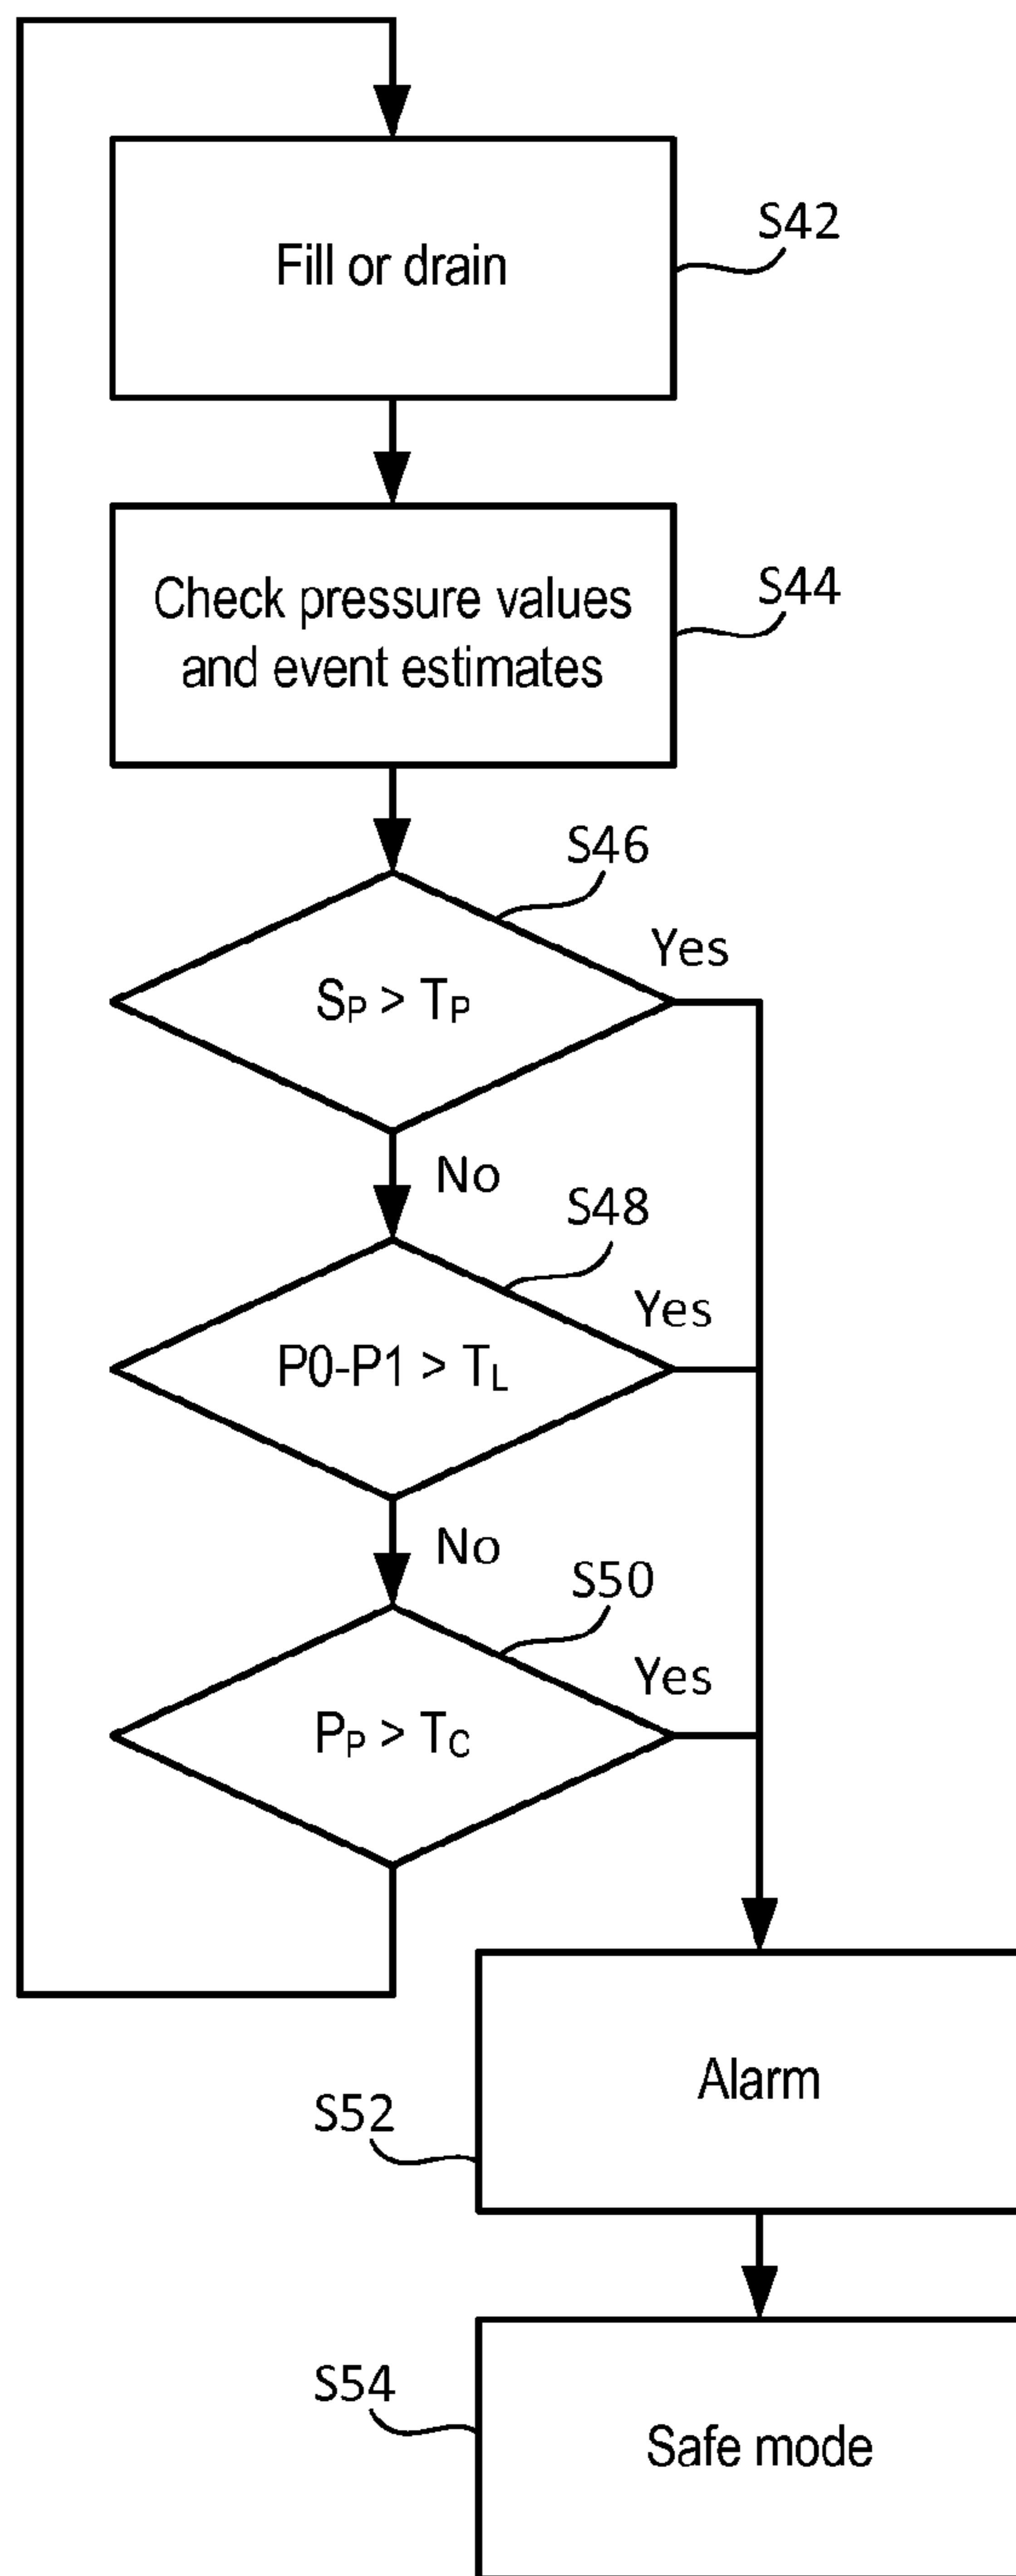 Fill or drain
S42
Check pressure values
and event estimates
S44
S46
Yes
SP > TP
No
S48
Yes
P0-P1 > TL
No
S50
Yes
PP > TC
Alarm
S52
S54
Safe mode